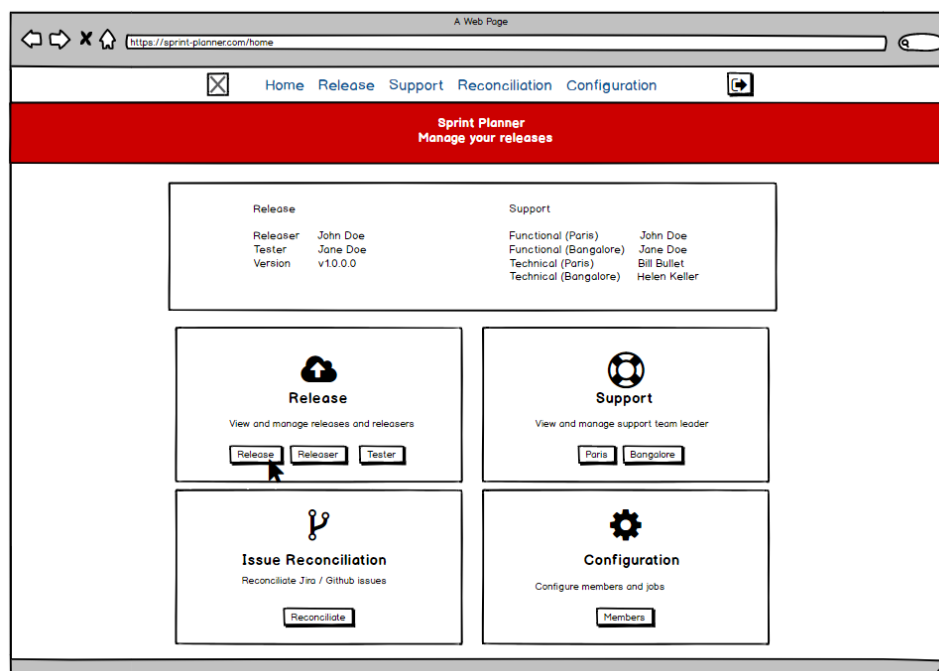 A Web Page
https://sprint-planner.com/home
Home Release Support Reconciliation Configuration
Sprint Planner
Manage your releases
Release
Releaser John Doe
Tester Jane Doe
Version v1.0.0.0
Support
Functional (Paris) John Doe
Functional (Bangalore) Jane Doe
Technical (Paris) Bill Bullet
Technical (Bangalore) Helen Keller
Release
View and manage releases and releasers
Release Releaser Tester
Support
View and manage support team leader
Paris Bangalore
Issue Reconciliation
Reconciliate Jira / Github issues
Reconciliate
Configuration
Configure members and jobs
Members